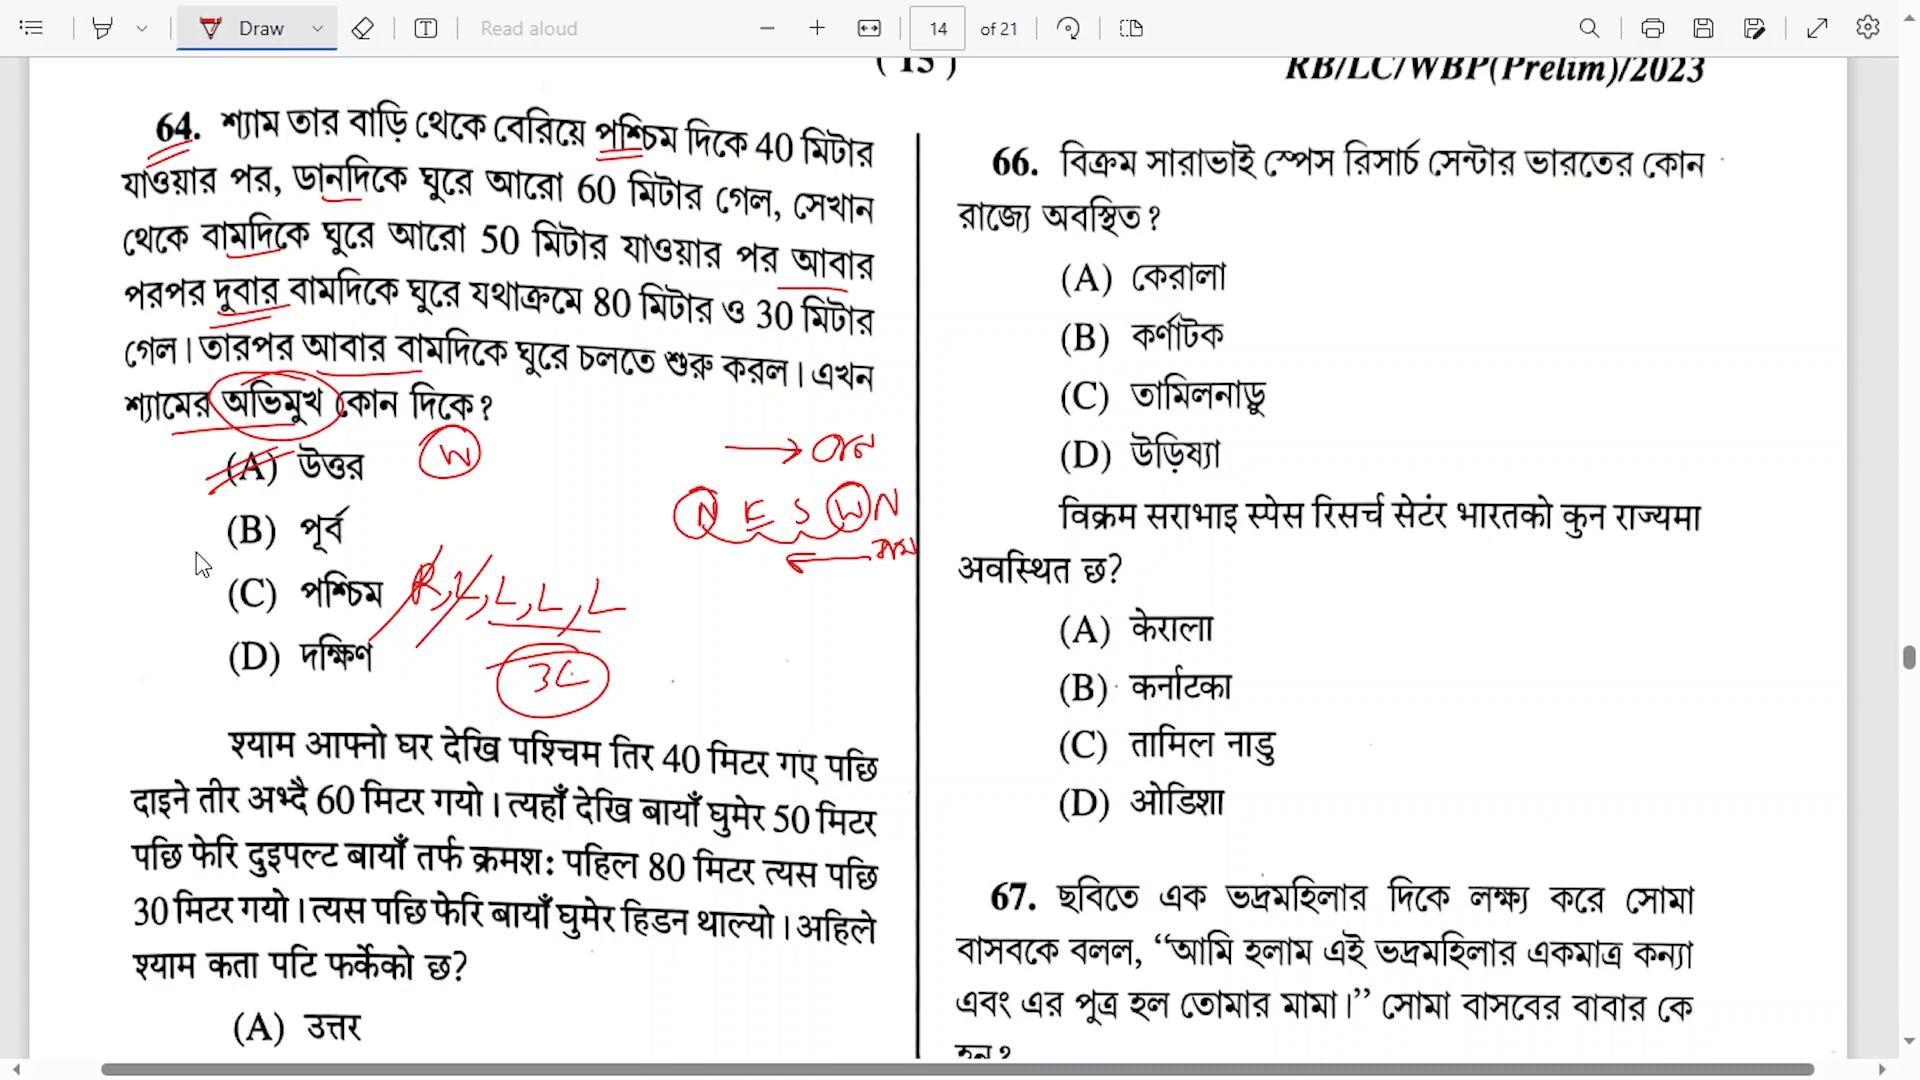 Draw
Read aloud
14
of 21
( 15 )
RB/LC/WBP(Prelim)/2023
64. শ্যাম তার বাড়ি থেকে বেরিয়ে পশ্চিম দিকে 40 মিটার
যাওয়ার পর, ডানদিকে ঘুরে আরো 60 মিটার গেল, সেখান
থেকে বামদিকে ঘুরে আরো 50 মিটার যাওয়ার পর আবার
পরপর দুবার বামদিকে ঘুরে যথাক্রমে 80 মিটার ও 30 মিটার
গেল। তারপর আবার বামদিকে ঘুরে চলতে শুরু করল। এখন
শ্যামের অভিমুখ কোন দিকে?
(A) উত্তর
(B) পূর্ব
(C) পশ্চিম
(D) দক্ষিণ
W
→ ডান
N E S W N
← বাম
R, L, L, L, L
3L
श्याम आफ्नो घर देखि पश्चिम तिर 40 मिटर गए पछि
दाइने तीर अभ्दै 60 मिटर गयो। त्यहाँ देखि बायाँ घुमेर 50 मिटर
पछि फेरि दुइपल्ट बायाँ तर्फ क्रमश: पहिल 80 मिटर त्यस पछि
30 मिटर गयो। त्यस पछि फेरि बायाँ घुमेर हिडन थाल्यो। अहिले
श्याम कता पटि फर्केको छ?
(A) उत्तर
66. বিক্রম সারাভাই স্পেস রিসার্চ সেন্টার ভারতের কোন
রাজ্যে অবস্থিত?
(A) কেরালা
(B) কর্ণাটক
(C) তামিলনাড়ু
(D) উড়িষ্যা
विक्रम सराभाइ स्पेस रिसर्च सेटंर भारतको कुन राज्यमा
अवस्थित छ?
(A) केराला
(B) कर्नाटका
(C) तामिल नाडु
(D) ओडिशा
67. ছবিতে এক ভদ্রমহিলার দিকে লক্ষ্য করে সোমা
বাসবকে বলল, “আমি হলাম এই ভদ্রমহিলার একমাত্র কন্যা
এবং এর পুত্র হল তোমার মামা।” সোমা বাসবের বাবার কে
হন?